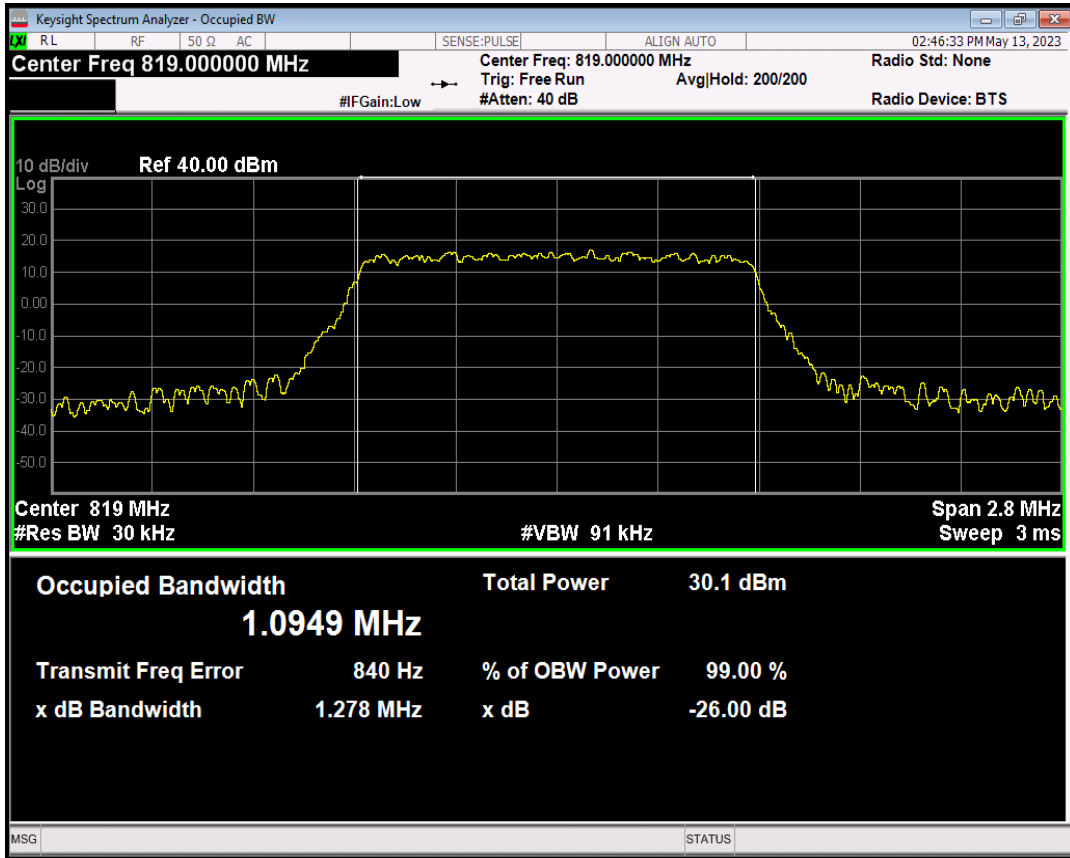 Keysight Spectrum Analyzer - Occupied BW
LXI RL RF 50 Ω AC SENSE:PULSE ALIGN AUTO 02:46:33 PM May 13, 2023
Center Freq 819.000000 MHz Center Freq: 819.000000 MHz Radio Std: None
Trig: Free Run Avg|Hold: 200/200
#IFGain:Low #Atten: 40 dB Radio Device: BTS
10 dB/div Ref 40.00 dBm
Log
30.0
20.0
10.0
0.00
-10.0
-20.0
-30.0
-40.0
-50.0
Center 819 MHz Span 2.8 MHz
#Res BW 30 kHz #VBW 91 kHz Sweep 3 ms
Occupied Bandwidth Total Power 30.1 dBm
1.0949 MHz
Transmit Freq Error 840 Hz % of OBW Power 99.00 %
x dB Bandwidth 1.278 MHz x dB -26.00 dB
MSG STATUS